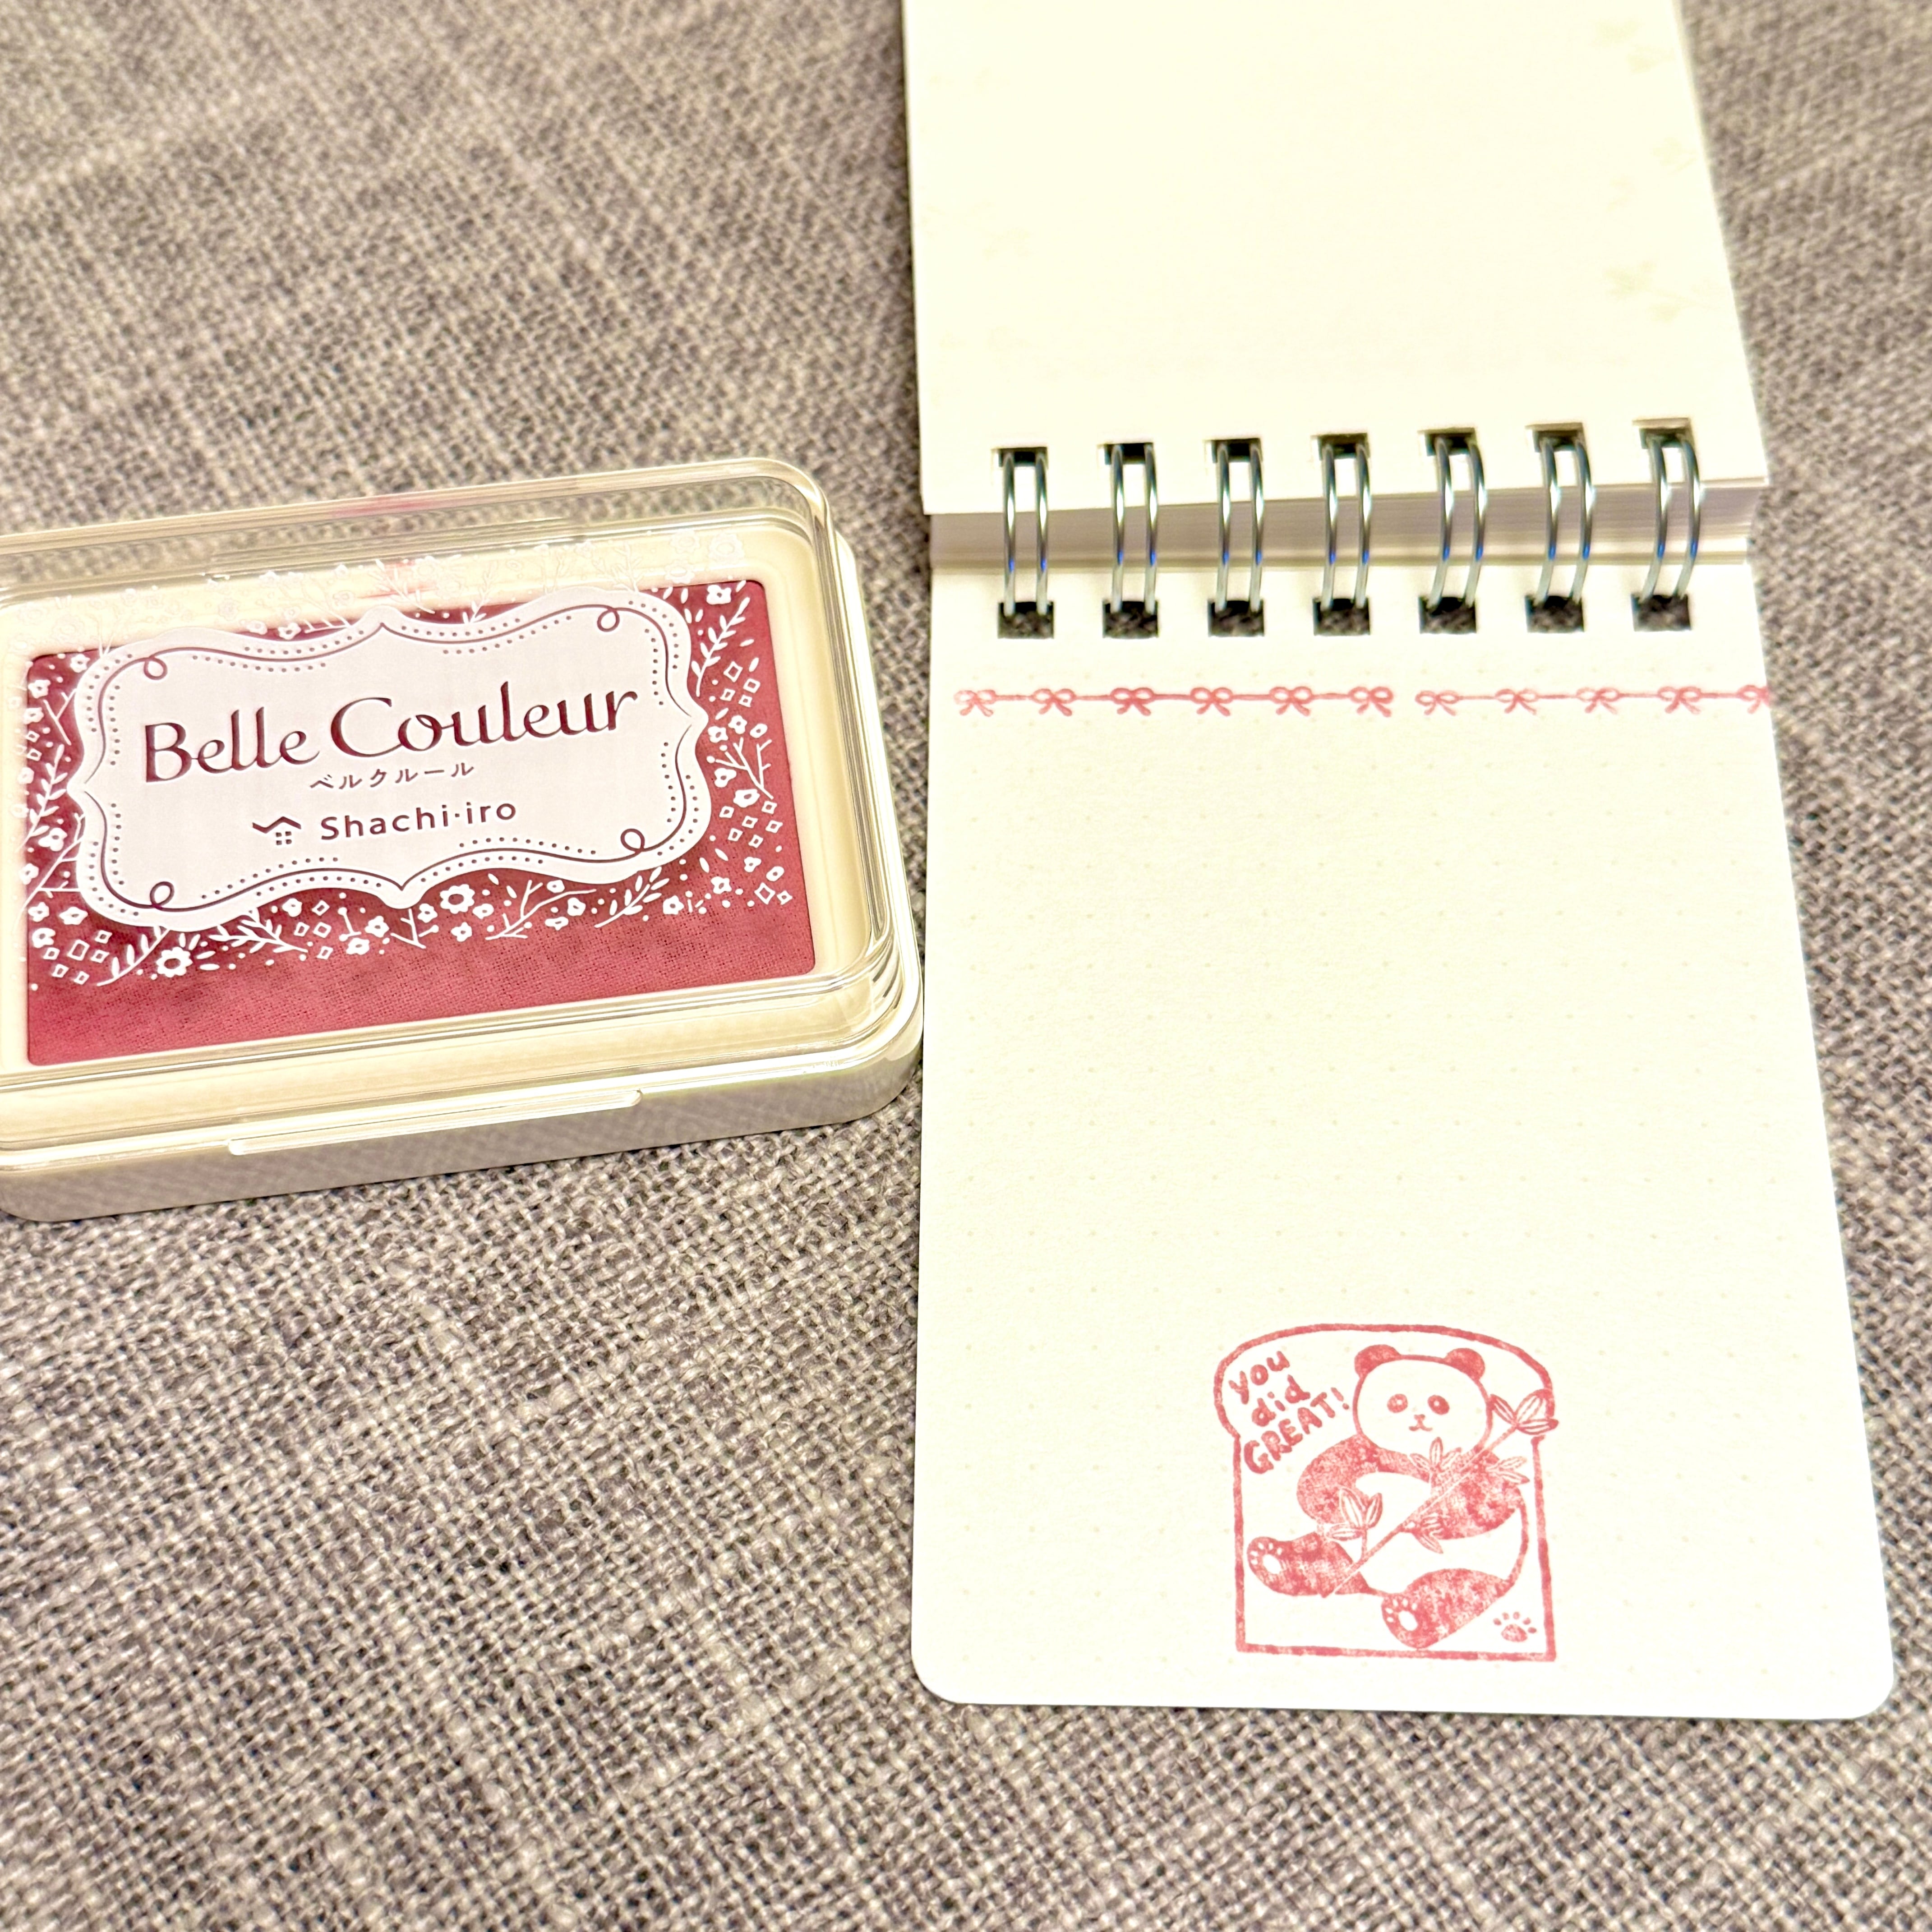 Belle Couleur
ベルクルール
Shachi·iro
you
did
GREAT!